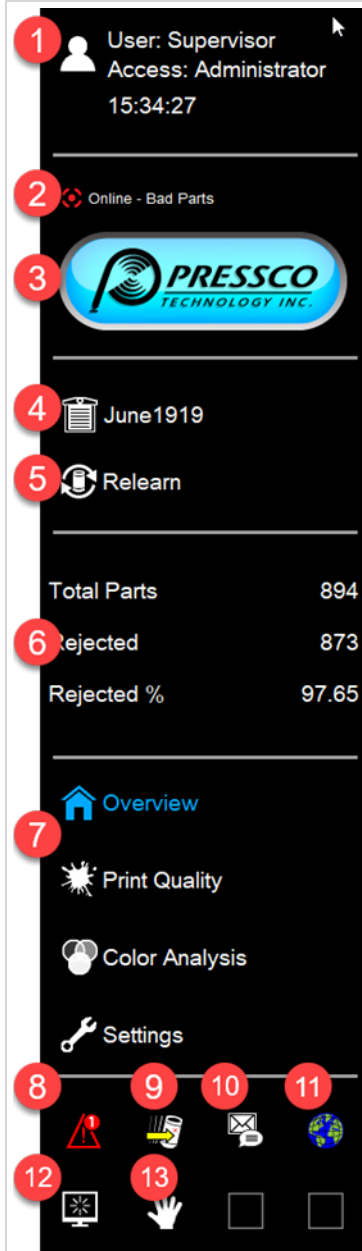 1
User: Supervisor
Access: Administrator
15:34:27
2
Online - Bad Parts
3
PRESSCO
TECHNOLOGY INC.
4
June1919
5
Relearn
Total Parts 894
6
Rejected 873
Rejected % 97.65
Overview
7
Print Quality
Color Analysis
Settings
8 9 10 11
1
12 13